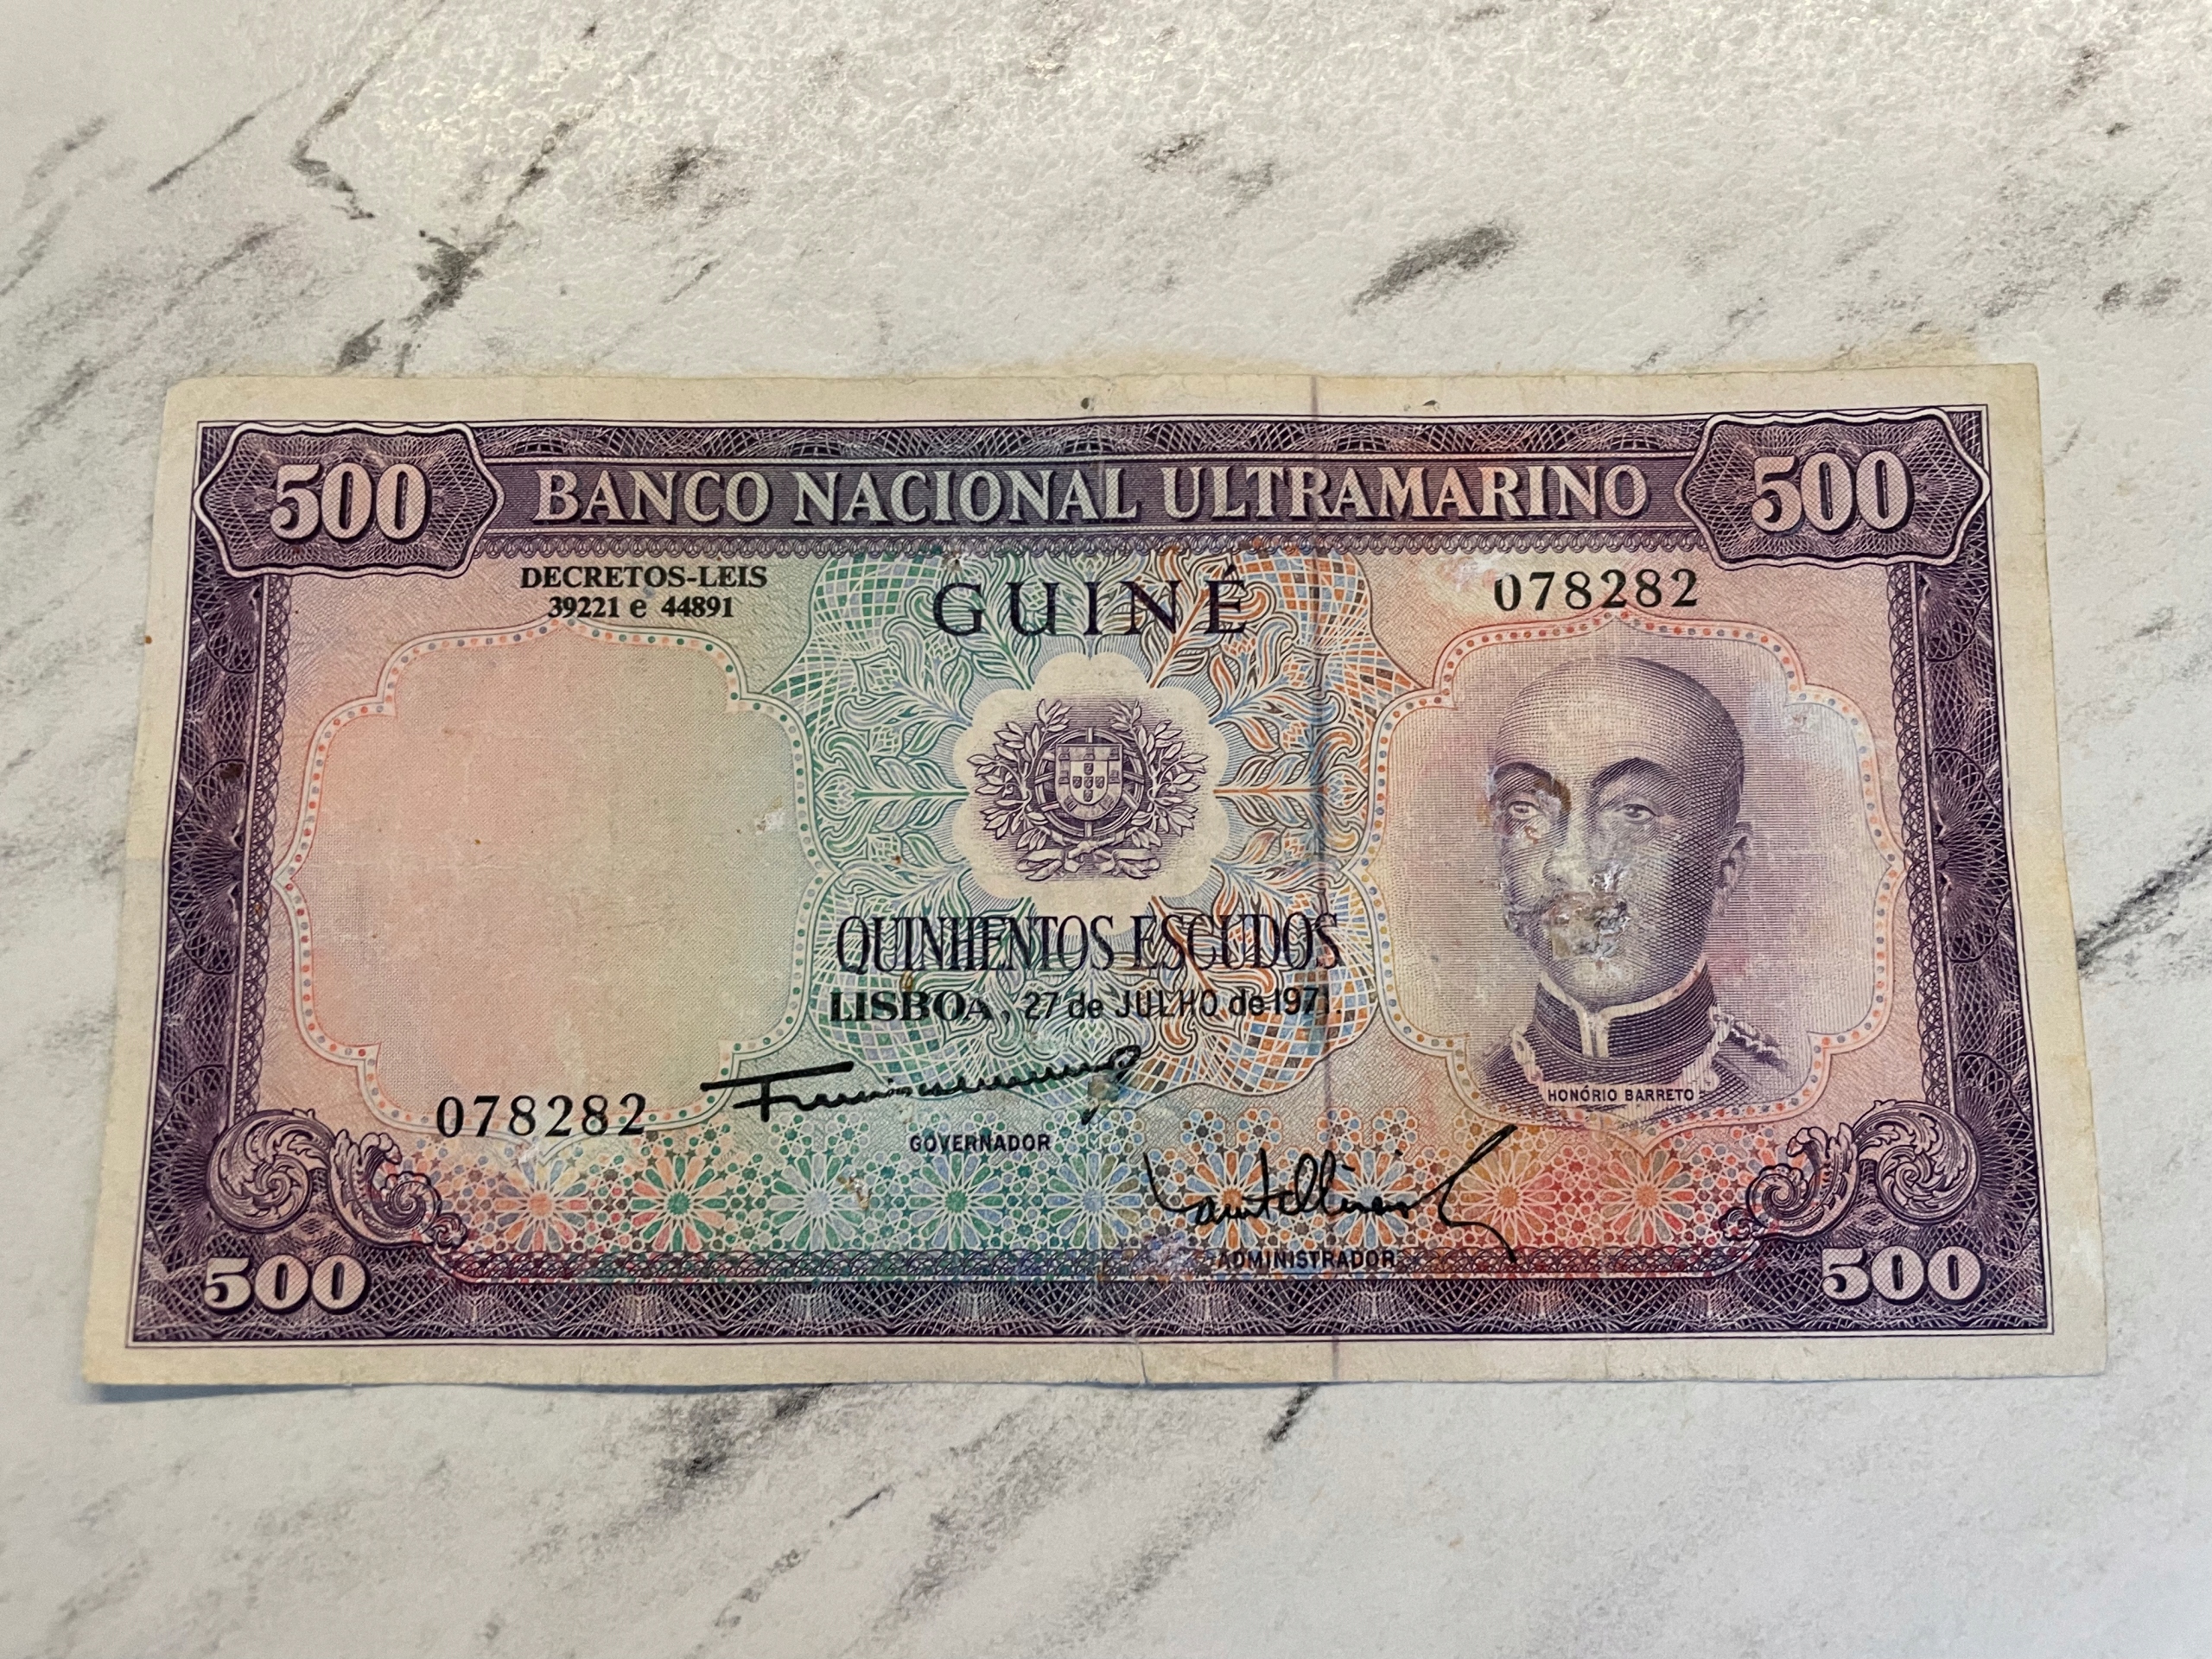 500 BANCO NACIONAL ULTRAMARINO 500
DECRETOS-LEIS
39221 e 44891
GUINÉ
078282
QUINHENTOS ESCUDOS
LISBOA, 27 de JULHO de 1971.
HONÓRIO BARRETO
078282
GOVERNADOR
ADMINISTRADOR
500 500